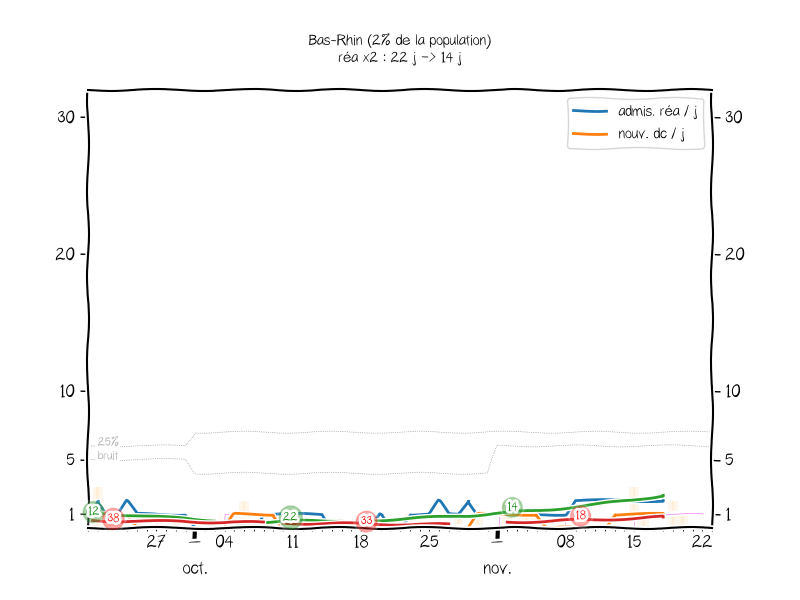 Bas-Rhin (2% de la population)
réa x2 : 22 j -> 14 j
admis. réa / j
nouv. dc / j
30 30
20 20
10 10
25%
bruit
5 5
1 1
12 38 22 33 14 18
27 04 11 18 25 08 15 22
oct. nov.